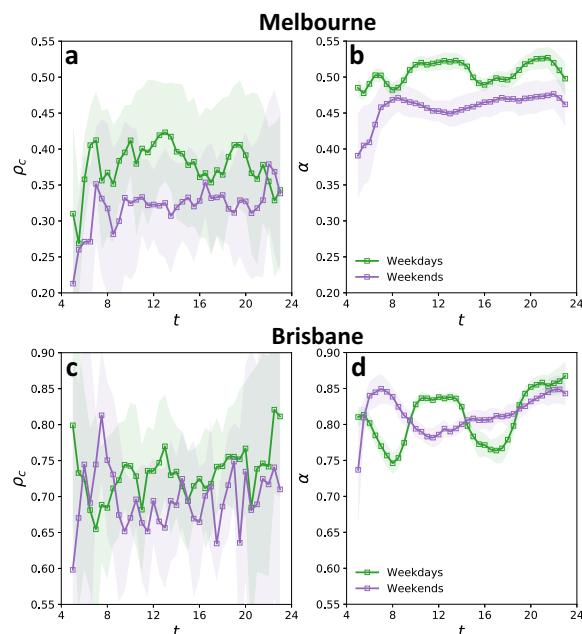 Melbourne
a
b
0.55
0.50
0.45
0.40
0.35
0.30
0.25
0.20
ρc
4 8 12 16 20 24
t
0.55
0.50
0.45
0.40
0.35
0.30
0.25
0.20
α
Weekdays
Weekends
4 8 12 16 20 24
t
Brisbane
c
d
0.90
0.85
0.80
0.75
0.70
0.65
0.60
0.55
ρc
4 8 12 16 20 24
t
0.90
0.85
0.80
0.75
0.70
0.65
0.60
0.55
α
Weekdays
Weekends
4 8 12 16 20 24
t